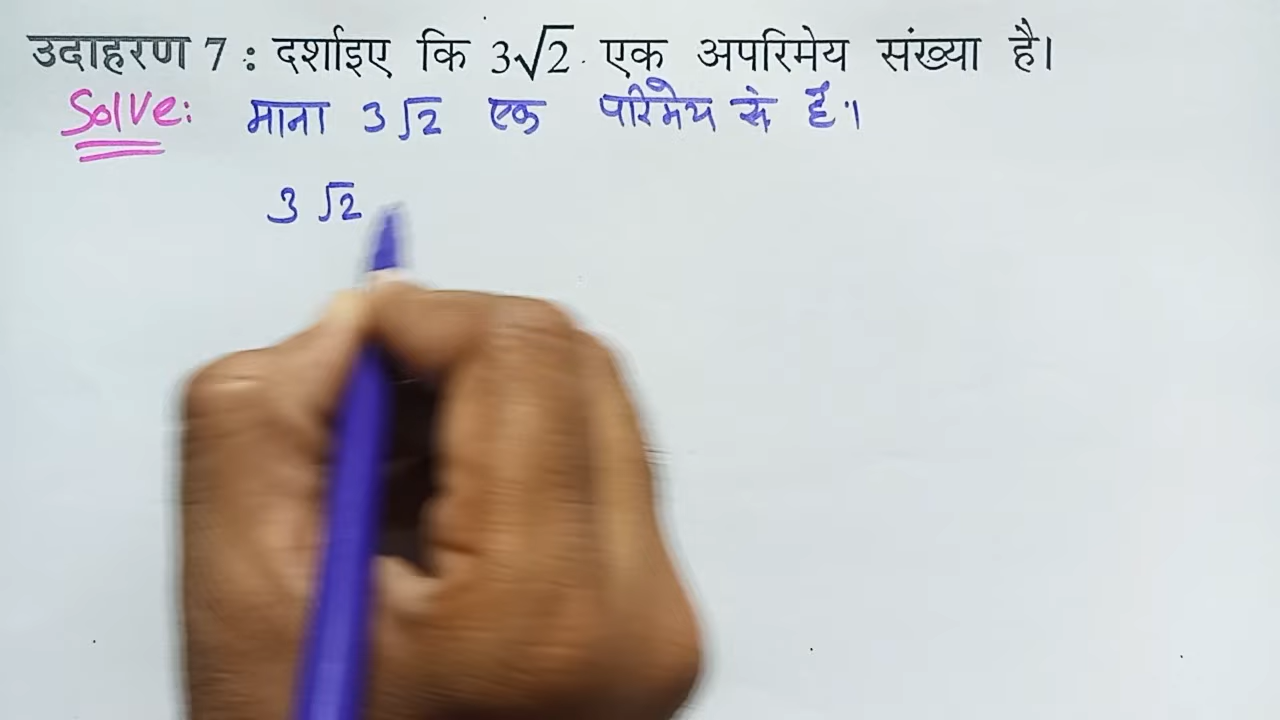 उदाहरण 7 : दर्शाइए कि 3√2 एक अपरिमेय संख्या है।
Solve: माना 3√2 एक परिमेय सं है।
3√2